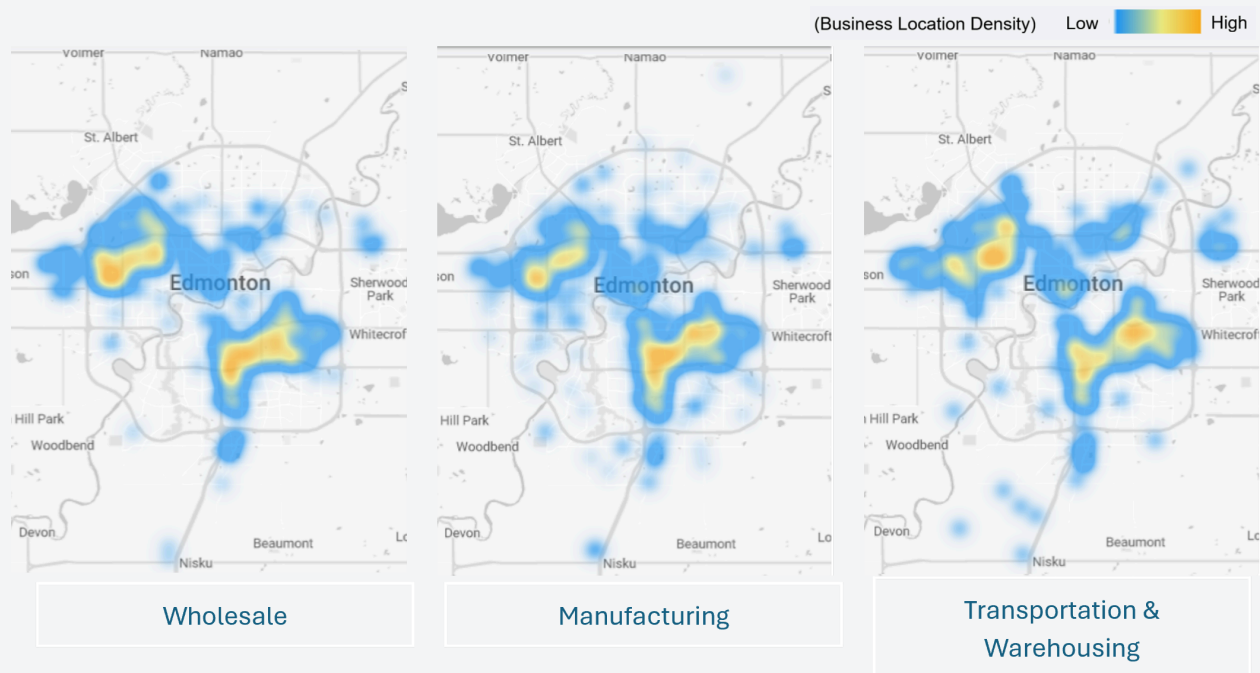 (Business Location Density) Low High
Volmer Namao
St. Albert
son
Edmonton
Sherwood
Park
Whitecroft
Hill Park
Woodbend
Devon
Beaumont
Nisku
Wholesale
Volmer Namao
St. Albert
son
Edmonton
Sherwood
Park
Whitecroft
Hill Park
Woodbend
Devon
Beaumont
Lo
Nisku
Manufacturing
Volmer Namao
St. Albert
son
Edmonton
Sherwood
Park
Whitecrof
Hill Park
Woodbend
Devon
Beaumont
Nisku
Transportation &
Warehousing